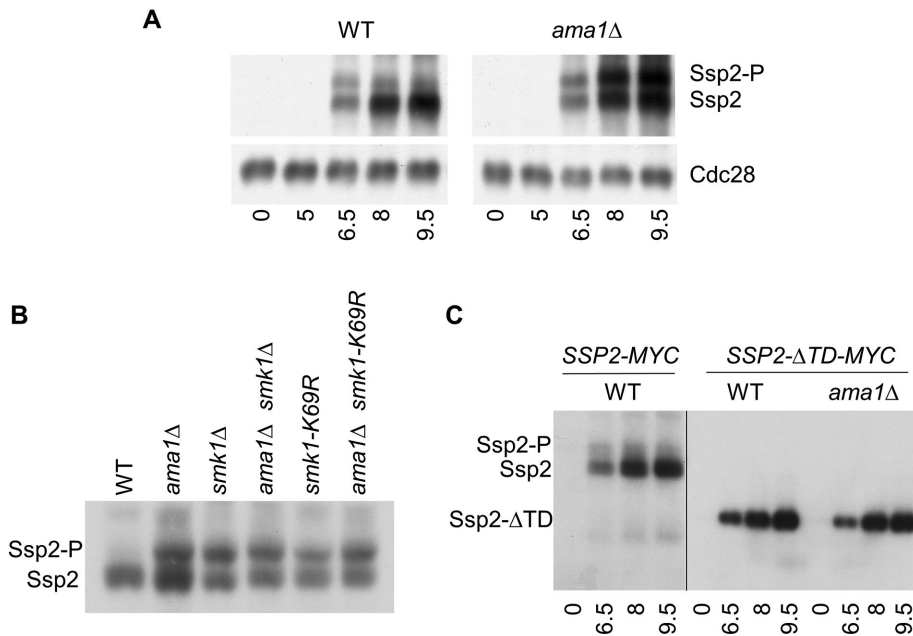 A
WT ama1Δ
Ssp2-P
Ssp2
Cdc28
0 5 6.5 8 9.5 0 5 6.5 8 9.5
B
WT ama1Δ smk1Δ ama1Δ smk1Δ smk1-K69R ama1Δ smk1-K69R
Ssp2-P
Ssp2
C
SSP2-MYC SSP2-ΔTD-MYC
WT WT ama1Δ
Ssp2-P
Ssp2
Ssp2-ΔTD
0 6.5 8 9.5 0 6.5 8 9.5 0 6.5 8 9.5